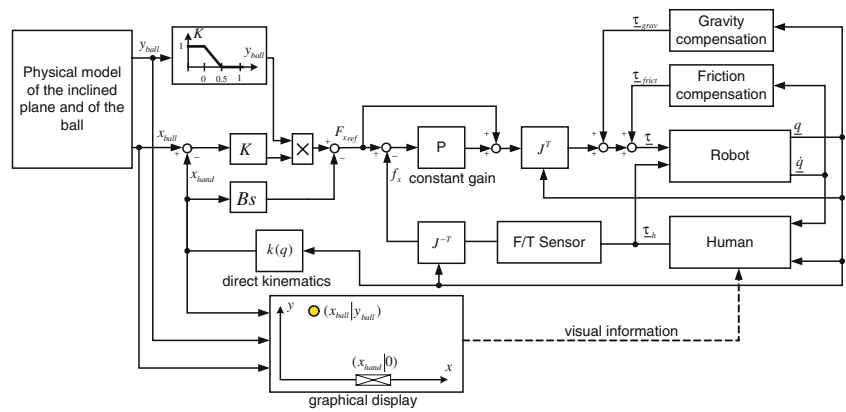 Physical model
of the inclined
plane and of the
ball
y_ball
K
1
0 0.5 1
y_ball
x_ball
+
−
x_hand
K
×
+
−
F_xref
Bs
k(q)
direct kinematics
+
−
f_x
P
constant gain
+
+
J^T
J^-T
F/T Sensor
+
+
+
+
τ_grav
Gravity
compensation
τ_frict
Friction
compensation
τ
Robot
q
q̇
τ_h
Human
visual information
y
(x_ball|y_ball)
(x_hand|0)
x
graphical display